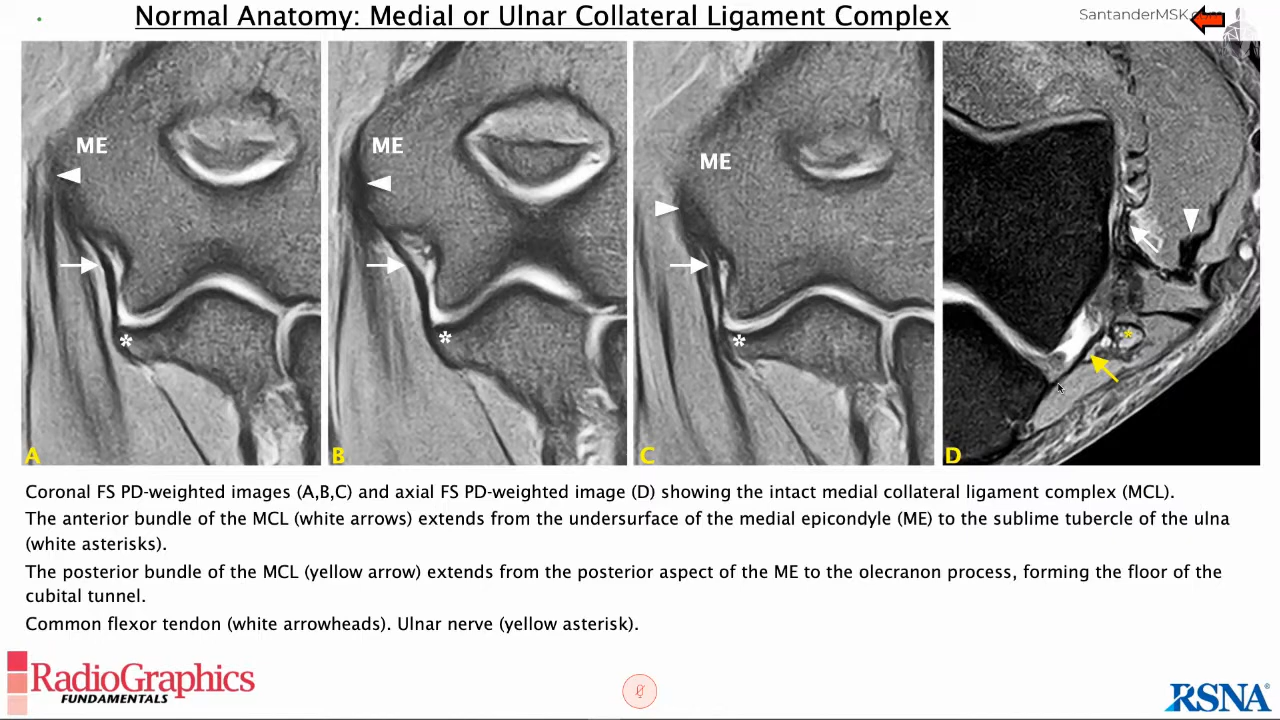 Normal Anatomy: Medial or Ulnar Collateral Ligament Complex
ME
ME
ME
*
*
*
*
A
B
C
D
Coronal FS PD-weighted images (A,B,C) and axial FS PD-weighted image (D) showing the intact medial collateral ligament complex (MCL).
The anterior bundle of the MCL (white arrows) extends from the undersurface of the medial epicondyle (ME) to the sublime tubercle of the ulna
(white asterisks).
The posterior bundle of the MCL (yellow arrow) extends from the posterior aspect of the ME to the olecranon process, forming the floor of the
cubital tunnel.
Common flexor tendon (white arrowheads). Ulnar nerve (yellow asterisk).
RadioGraphics
FUNDAMENTALS
RSNA®